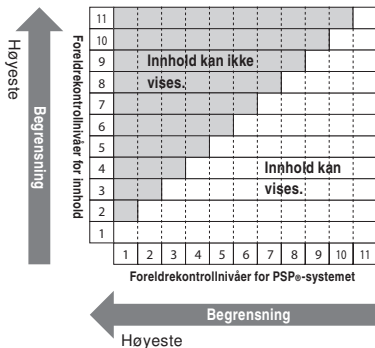 Høyeste
Begrensning
Foreldrekontrollnivåer for innhold
11
10
9
8
7
6
5
4
3
2
1
Innhold kan ikke
vises.
Innhold kan
vises.
1 2 3 4 5 6 7 8 9 10 11
Foreldrekontrollnivåer for PSP®-systemet
Begrensning
Høyeste